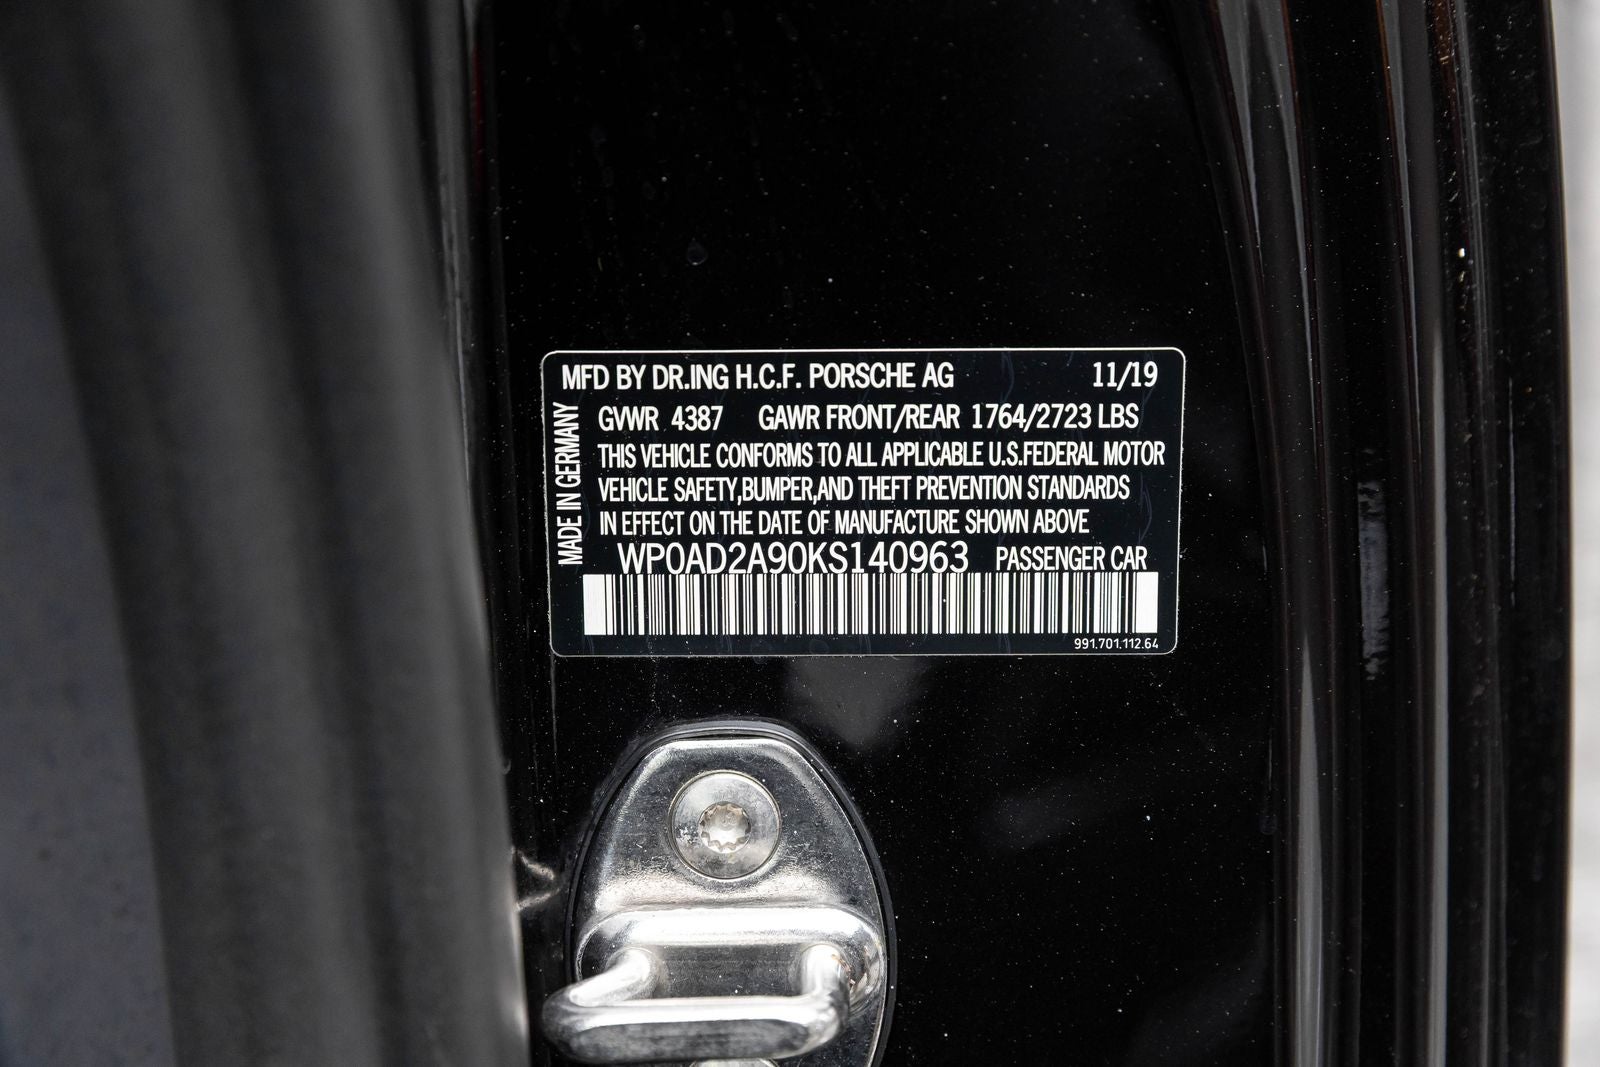 MFD BY DR.ING H.C.F. PORSCHE AG 11/19
GVWR 4387 GAWR FRONT/REAR 1764/2723 LBS
THIS VEHICLE CONFORMS TO ALL APPLICABLE U.S.FEDERAL MOTOR
VEHICLE SAFETY,BUMPER,AND THEFT PREVENTION STANDARDS
IN EFFECT ON THE DATE OF MANUFACTURE SHOWN ABOVE
WP0AD2A90KS140963 PASSENGER CAR
991.701.112.64
MADE IN GERMANY